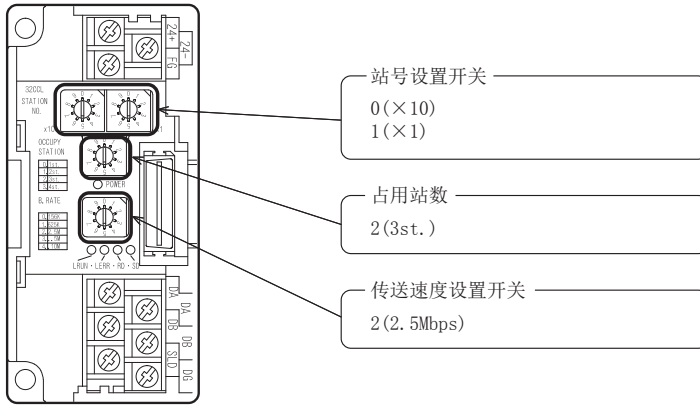 24+
24-
FG
32CCL
STATION
NO.
OCCUPY
STATION
POWER
B.RATE
LRUN・LERR・RD・SD
DA
DA
DB
DB
SLD
DG
站号设置开关
0(×10)
1(×1)
占用站数
2(3st.)
传送速度设置开关
2(2.5Mbps)